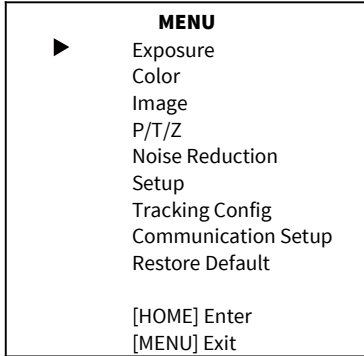 MENU
Exposure
Color
Image
P/T/Z
Noise Reduction
Setup
Tracking Config
Communication Setup
Restore Default
[HOME] Enter
[MENU] Exit